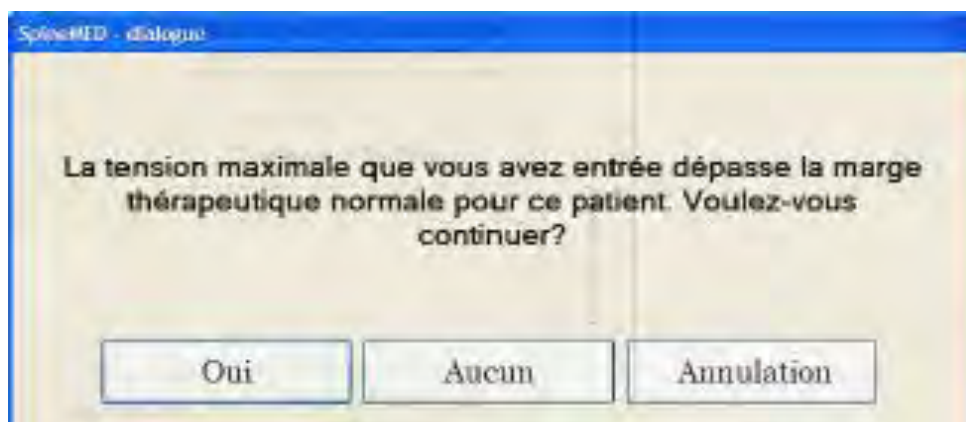 SpineMED - dialogue
La tension maximale que vous avez entrée dépasse la marge
thérapeutique normale pour ce patient. Voulez-vous
continuer?
Oui Aucun Annulation